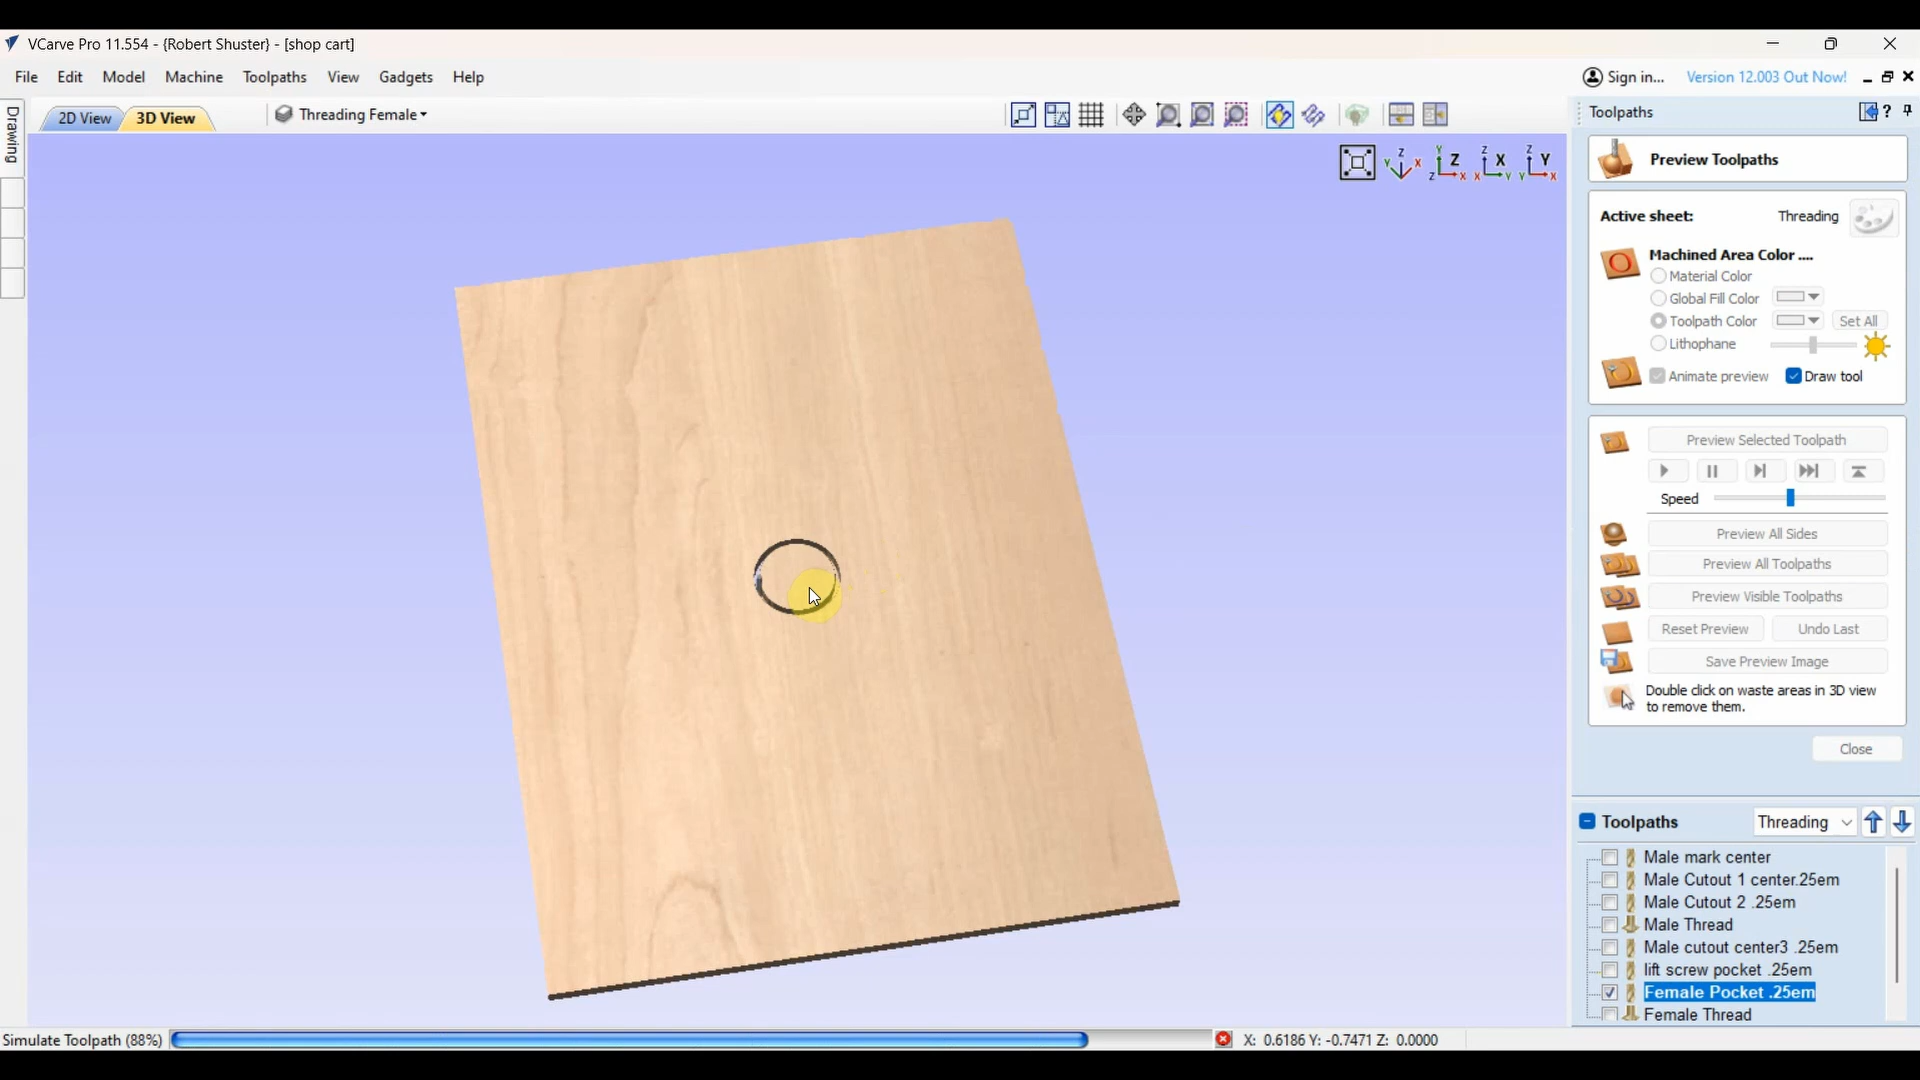 VCarve Pro 11.554 - {Robert Shuster} - [shop cart]
File Edit Model Machine Toolpaths View Gadgets Help
Sign in... Version 12.003 Out Now!
Drawing
2D View 3D View Threading Female
Toolpaths ?
Z Y X
Y Z Z X
Z X Y
Z Y X
Preview Toolpaths
Active sheet: Threading
Machined Area Color ....
Material Color
Global Fill Color
Toolpath Color Set All
Lithophane
Animate preview Draw tool
Preview Selected Toolpath
Speed
Preview All Sides
Preview All Toolpaths
Preview Visible Toolpaths
Reset Preview Undo Last
Save Preview Image
Double click on waste areas in 3D view
to remove them.
Close
Toolpaths Threading
Male mark center
Male Cutout 1 center.25em
Male Cutout 2 .25em
Male Thread
Male cutout center3 .25em
lift screw pocket .25em
Female Pocket .25em
Female Thread
Simulate Toolpath (88%) X: 0.6186 Y: -0.7471 Z: 0.0000